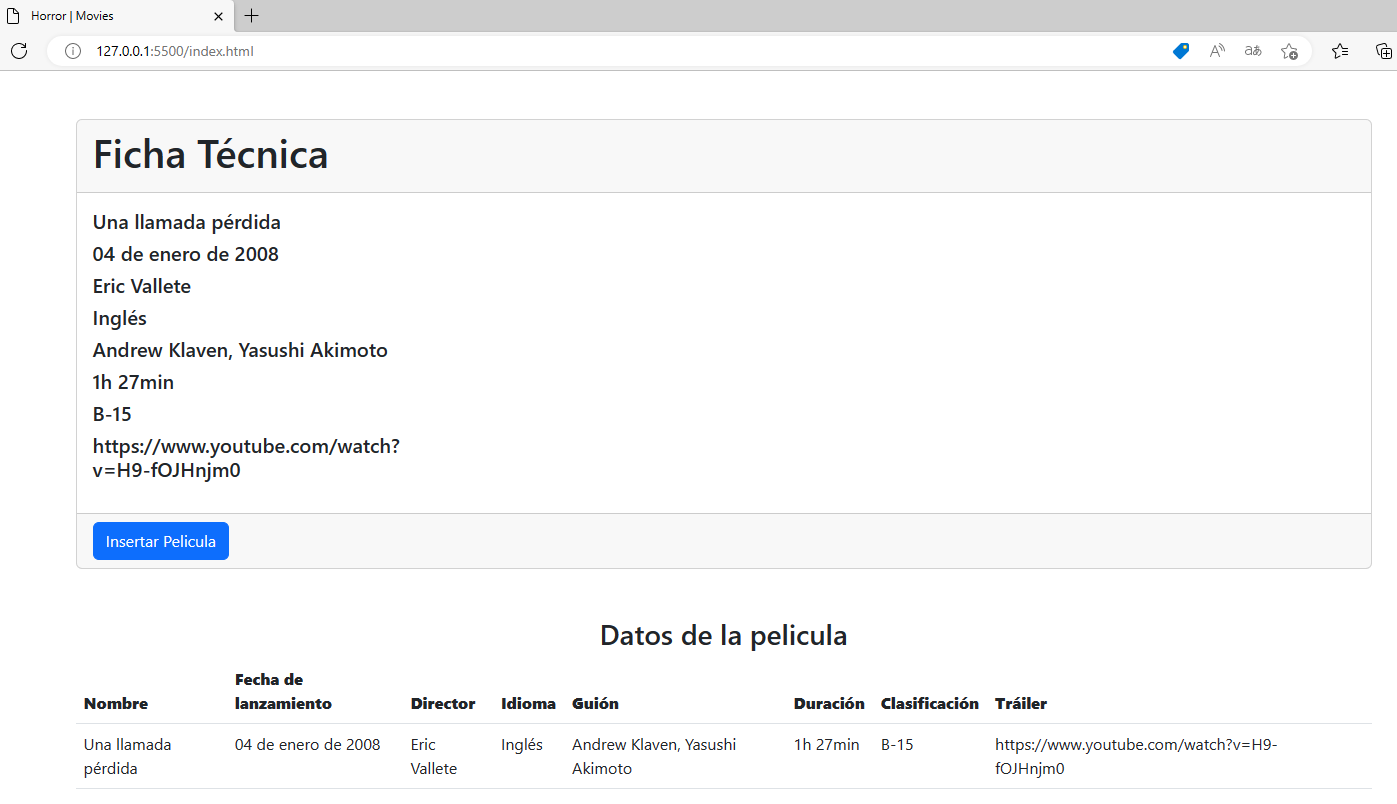 Horror | Movies
127.0.0.1:5500/index.html
Ficha Técnica
Una llamada pérdida
04 de enero de 2008
Eric Vallete
Inglés
Andrew Klaven, Yasushi Akimoto
1h 27min
B-15
https://www.youtube.com/watch?
v=H9-fOJHnjm0
Insertar Pelicula
Datos de la pelicula
Nombre Fecha de lanzamiento Director Idioma Guión Duración Clasificación Tráiler
Una llamada pérdida 04 de enero de 2008 Eric Vallete Inglés Andrew Klaven, Yasushi Akimoto 1h 27min B-15 https://www.youtube.com/watch?v=H9-fOJHnjm0